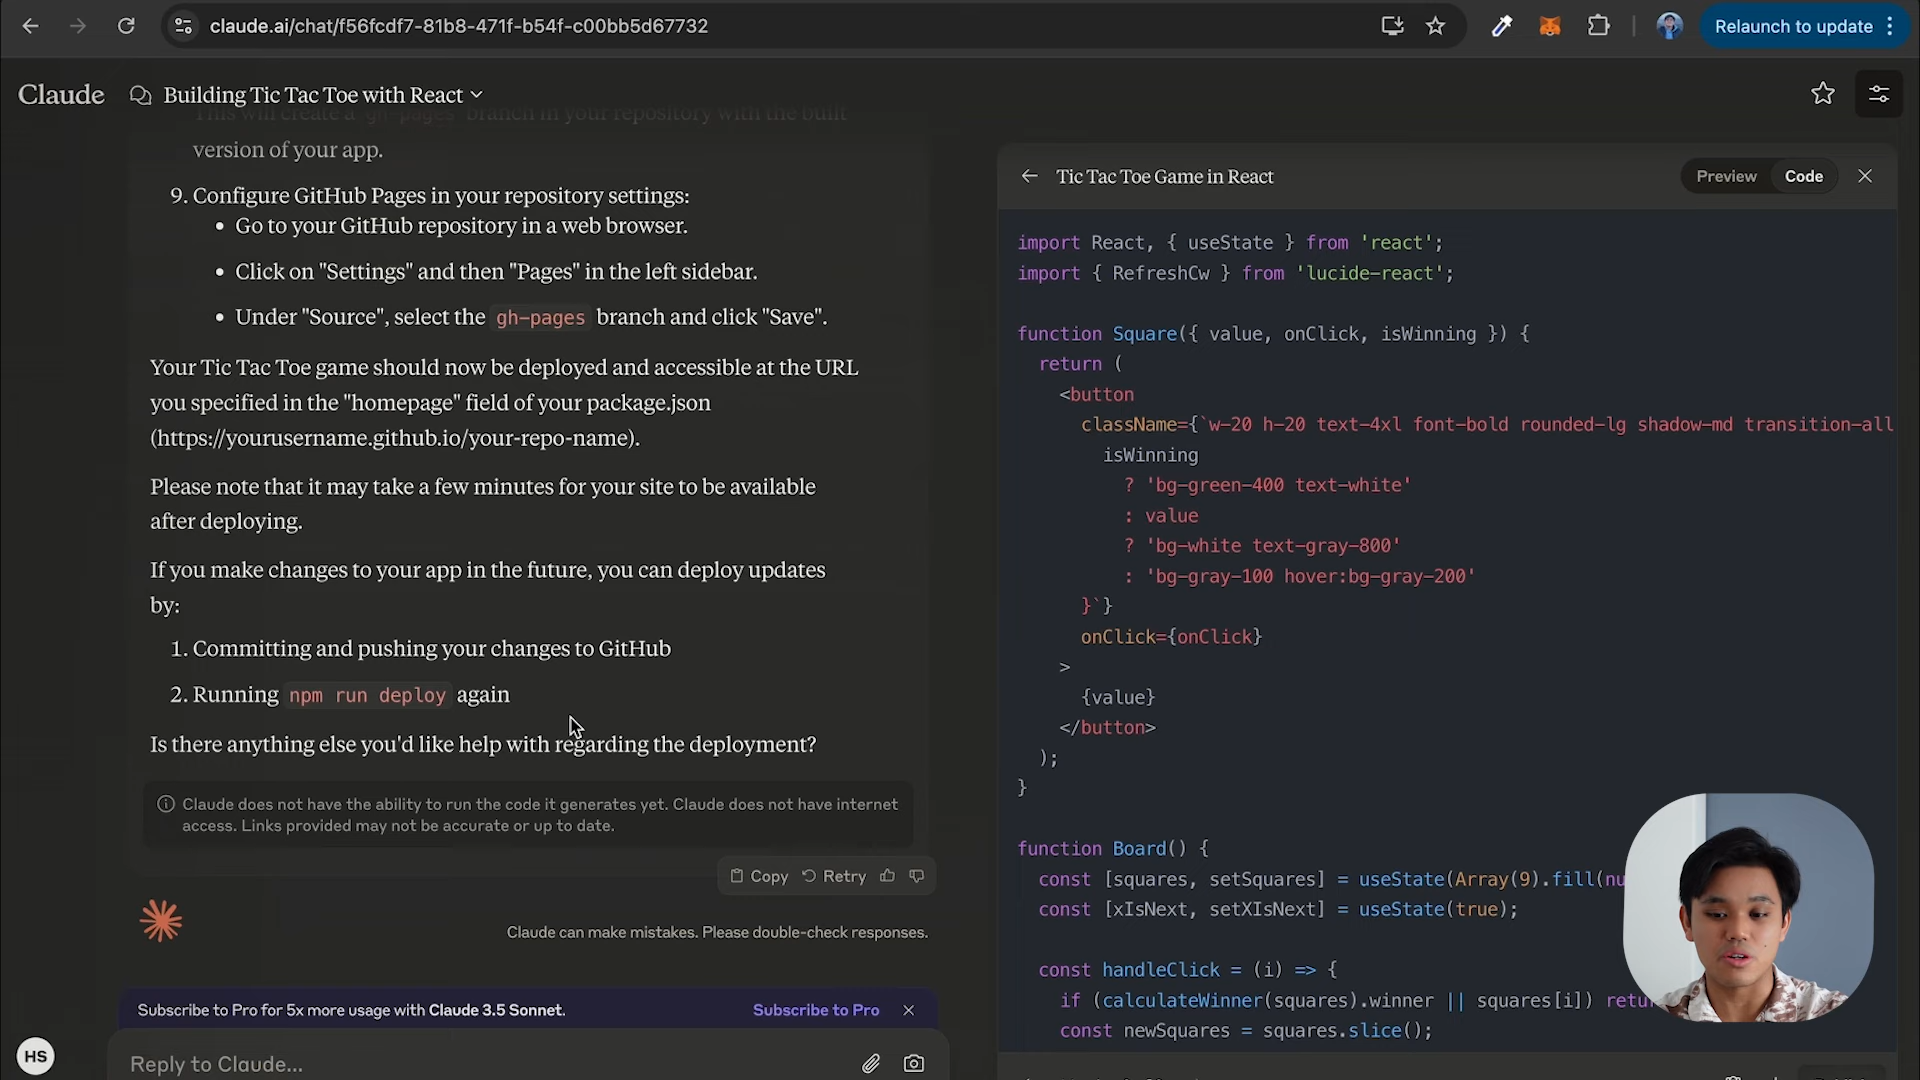 claude.ai/chat/f56fcdf7-81b8-471f-b54f-c00bb5d67732
Relaunch to update
Claude
Building Tic Tac Toe with React
This will create a gh-pages branch in your repository with the built
version of your app.
9. Configure GitHub Pages in your repository settings:
• Go to your GitHub repository in a web browser.
• Click on "Settings" and then "Pages" in the left sidebar.
• Under "Source", select the gh-pages branch and click "Save".
Your Tic Tac Toe game should now be deployed and accessible at the URL
you specified in the "homepage" field of your package.json
(https://yourusername.github.io/your-repo-name).
Please note that it may take a few minutes for your site to be available
after deploying.
If you make changes to your app in the future, you can deploy updates
by:
1. Committing and pushing your changes to GitHub
2. Running npm run deploy again
Is there anything else you'd like help with regarding the deployment?
Claude does not have the ability to run the code it generates yet. Claude does not have internet
access. Links provided may not be accurate or up to date.
Copy Retry
Claude can make mistakes. Please double-check responses.
Subscribe to Pro for 5x more usage with Claude 3.5 Sonnet. Subscribe to Pro
HS
Reply to Claude...
Tic Tac Toe Game in React
Preview Code
import React, { useState } from 'react';
import { RefreshCw } from 'lucide-react';
function Square({ value, onClick, isWinning }) {
return (
<button
className={`w-20 h-20 text-4xl font-bold rounded-lg shadow-md transition-all
isWinning
? 'bg-green-400 text-white'
: value
? 'bg-white text-gray-800'
: 'bg-gray-100 hover:bg-gray-200'
}`}
onClick={onClick}
>
{value}
</button>
);
}
function Board() {
const [squares, setSquares] = useState(Array(9).fill(nu
const [xIsNext, setXIsNext] = useState(true);
const handleClick = (i) => {
if (calculateWinner(squares).winner || squares[i]) retu
const newSquares = squares.slice();